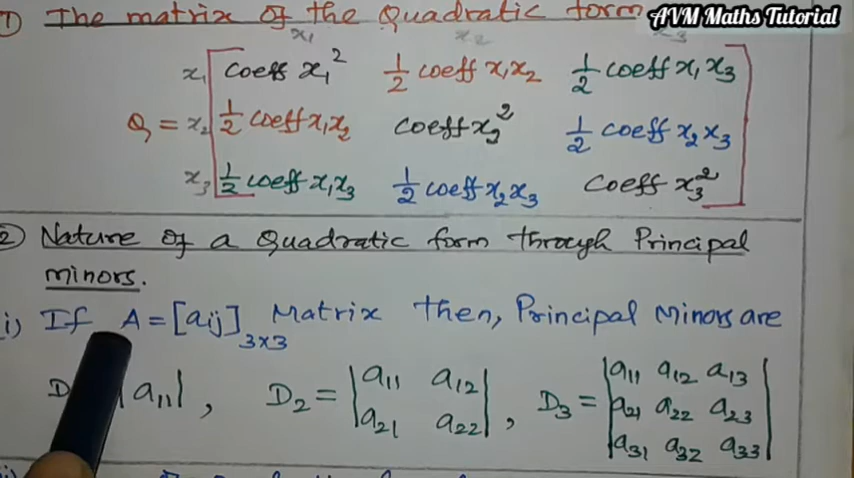 1) The matrix of the Quadratic form
AVM Maths Tutorial
x₁ x₂ x₃
x₁ coeff x₁² ½ coeff x₁x₂ ½ coeff x₁x₃
Q = x₂ ½ coeff x₁x₂ coeff x₂² ½ coeff x₂x₃
x₃ ½ coeff x₁x₃ ½ coeff x₂x₃ coeff x₃²
2) Nature of a Quadratic form through Principal
minors.
i) If A = [aij]3x3 Matrix then, Principal Minors are
D |a₁₁| , D₂ = |a₁₁ a₁₂| , D₃ = |a₁₁ a₁₂ a₁₃|
|a₂₁ a₂₂| |a₂₁ a₂₂ a₂₃|
|a₃₁ a₃₂ a₃₃|